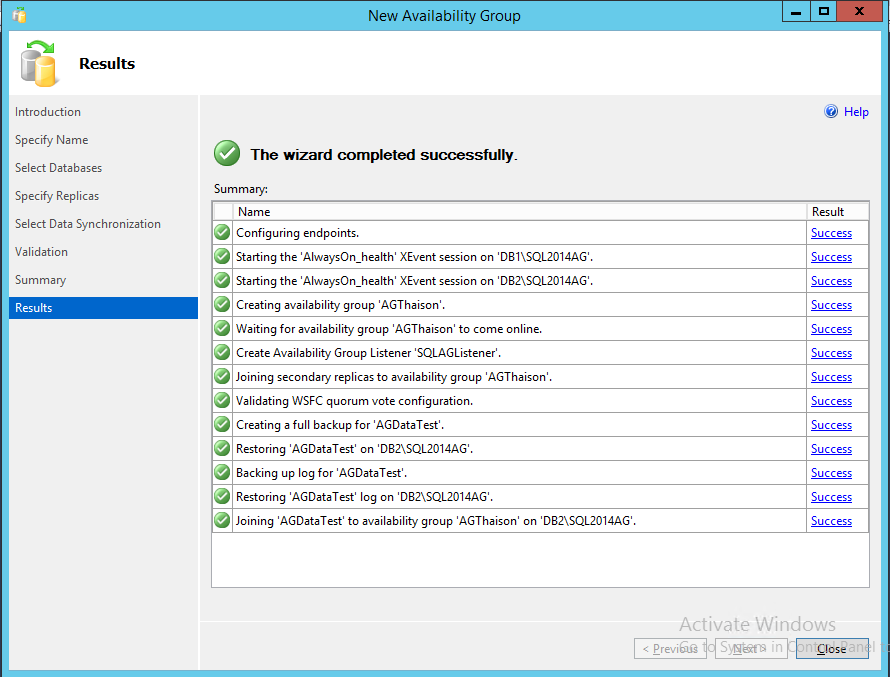 New Availability Group
Results
Introduction
Specify Name
Select Databases
Specify Replicas
Select Data Synchronization
Validation
Summary
Results
Help
The wizard completed successfully.
Summary:
Name Result
Configuring endpoints. Success
Starting the 'AlwaysOn_health' XEvent session on 'DB1\SQL2014AG'. Success
Starting the 'AlwaysOn_health' XEvent session on 'DB2\SQL2014AG'. Success
Creating availability group 'AGThaison'. Success
Waiting for availability group 'AGThaison' to come online. Success
Create Availability Group Listener 'SQLAGListener'. Success
Joining secondary replicas to availability group 'AGThaison'. Success
Validating WSFC quorum vote configuration. Success
Creating a full backup for 'AGDataTest'. Success
Restoring 'AGDataTest' on 'DB2\SQL2014AG'. Success
Backing up log for 'AGDataTest'. Success
Restoring 'AGDataTest' log on 'DB2\SQL2014AG'. Success
Joining 'AGDataTest' to availability group 'AGThaison' on 'DB2\SQL2014AG'. Success
Activate Windows
Go to System in Control Panel
< Previous Next > Close